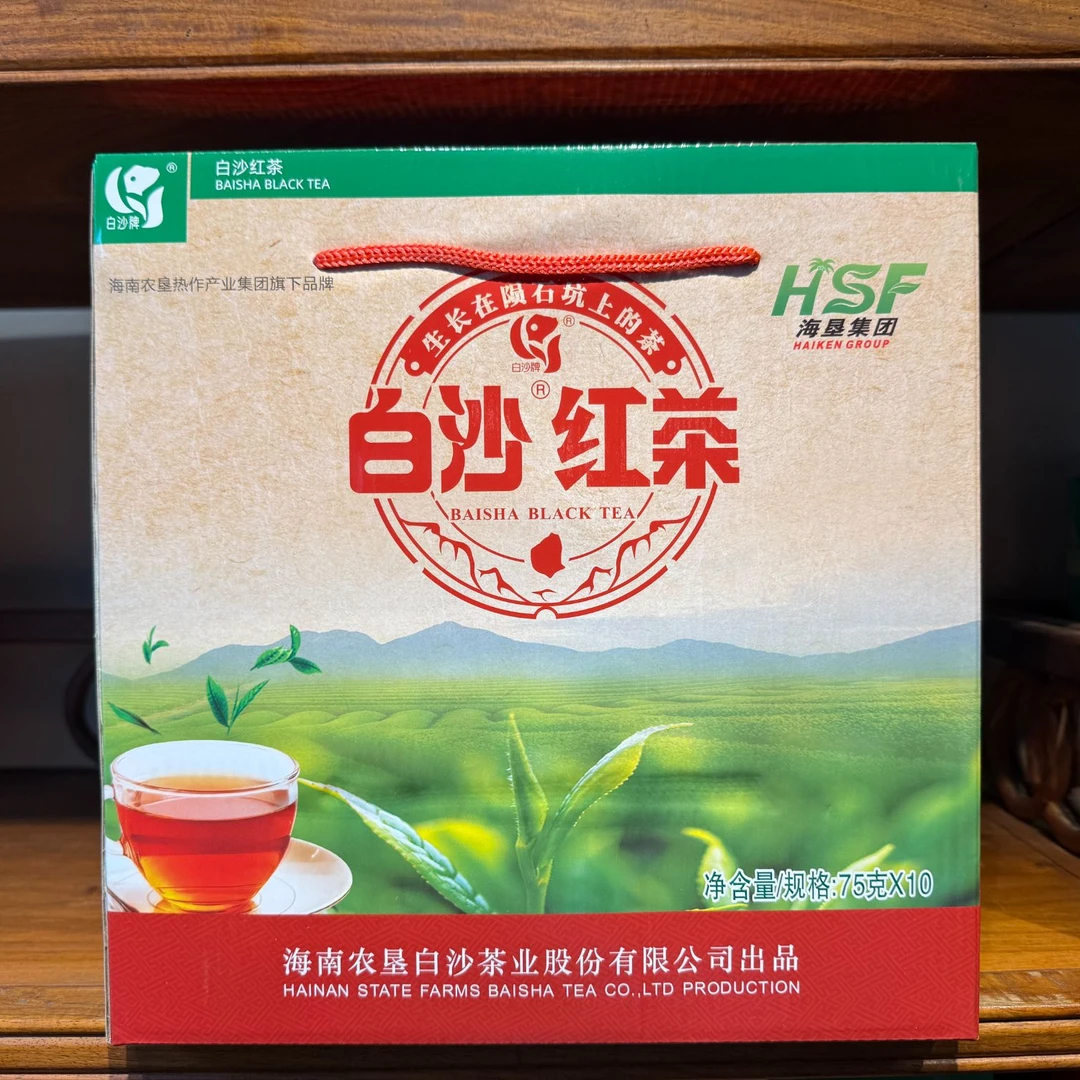 白沙红茶
BAISHA BLACK TEA
®
白沙牌
海南农垦热作产业集团旗下品牌
HSF
海垦集团
HAIKEN GROUP
生长在陨石坑上的茶
®
白沙牌
白沙®红茶
BAISHA BLACK TEA
净含量/规格:75克X10
海南农垦白沙茶业股份有限公司出品
HAINAN STATE FARMS BAISHA TEA CO.,LTD PRODUCTION